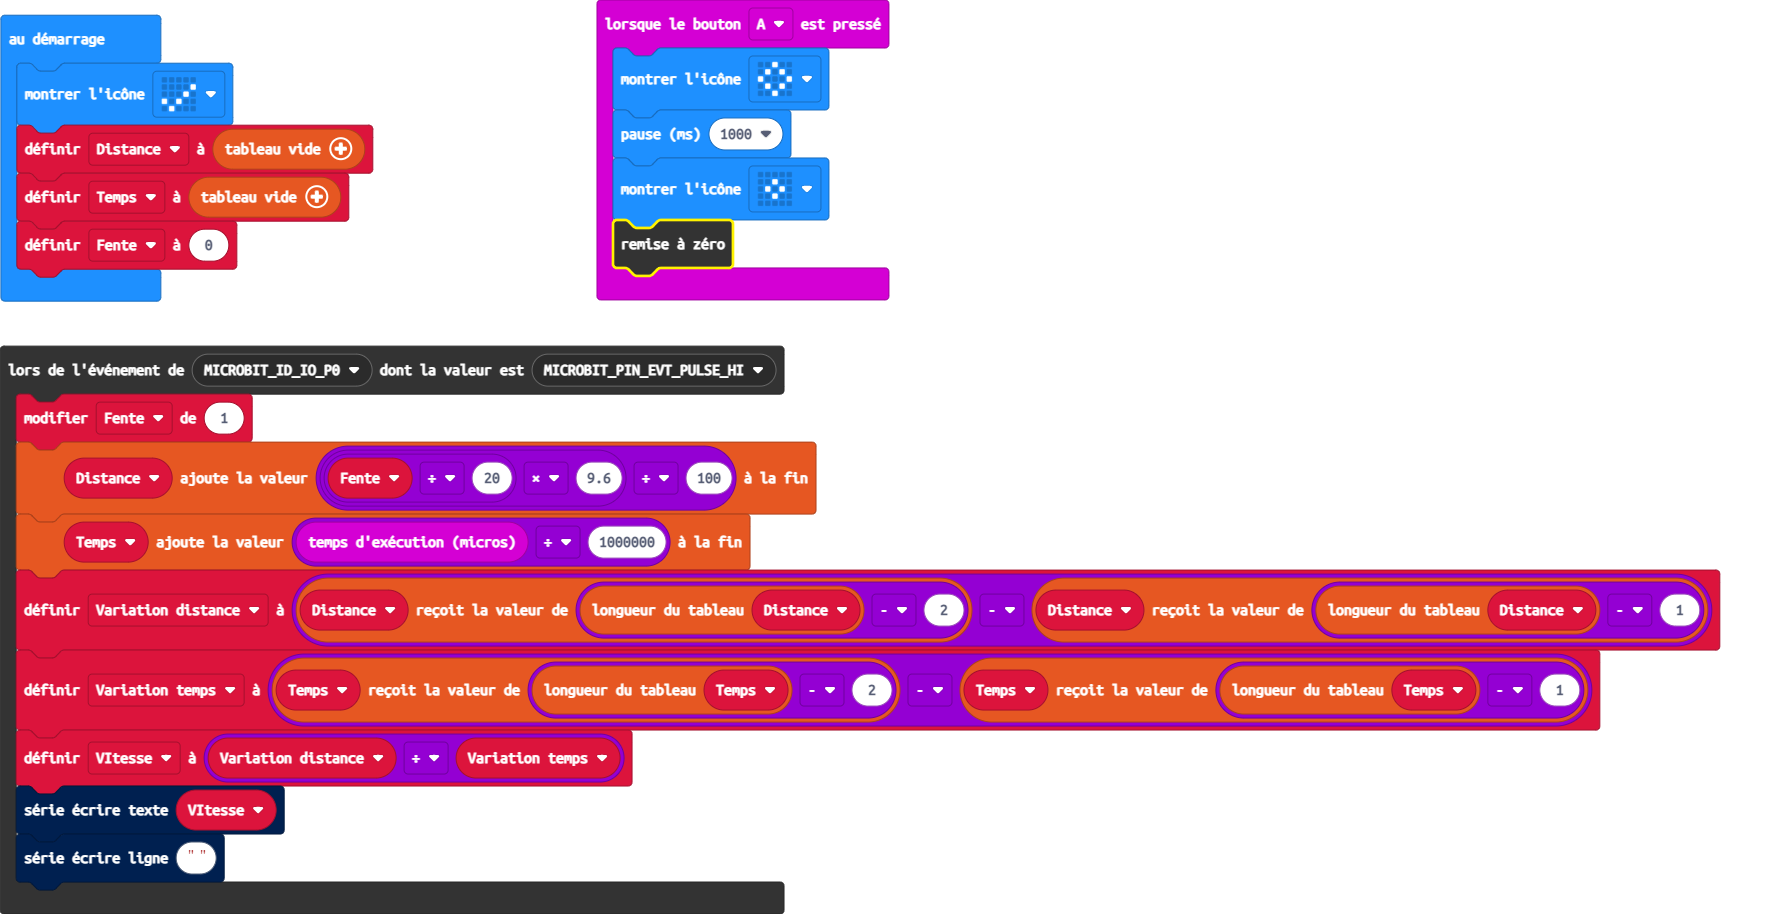 au démarrage
montrer l'icône
définir Distance à tableau vide
définir Temps à tableau vide
définir Fente à 0
lorsque le bouton A est pressé
montrer l'icône
pause (ms) 1000
montrer l'icône
remise à zéro
lors de l'événement de MICROBIT_ID_IO_P0 dont la valeur est MICROBIT_PIN_EVT_PULSE_HI
modifier Fente de 1
Distance ajoute la valeur Fente ÷ 20 × 9.6 ÷ 100 à la fin
Temps ajoute la valeur temps d'exécution (micros) ÷ 1000000 à la fin
définir Variation distance à Distance reçoit la valeur de longueur du tableau Distance - 2 - Distance reçoit la valeur de longueur du tableau Distance - 1
définir Variation temps à Temps reçoit la valeur de longueur du tableau Temps - 2 - Temps reçoit la valeur de longueur du tableau Temps - 1
définir VItesse à Variation distance ÷ Variation temps
série écrire texte VItesse
série écrire ligne " "